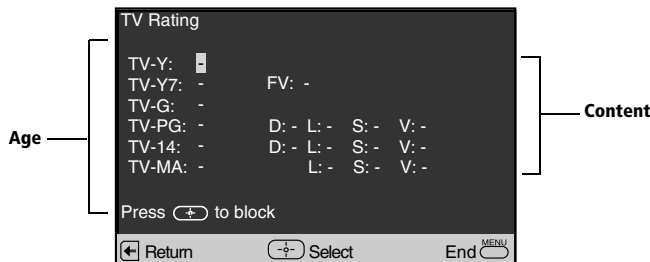 TV Rating
TV-Y: -
TV-Y7: - FV: -
TV-G: -
TV-PG: - D: - L: - S: - V: -
TV-14: - D: - L: - S: - V: -
TV-MA: - L: - S: - V: -
Age
Content
Press to block
Return Select End MENU